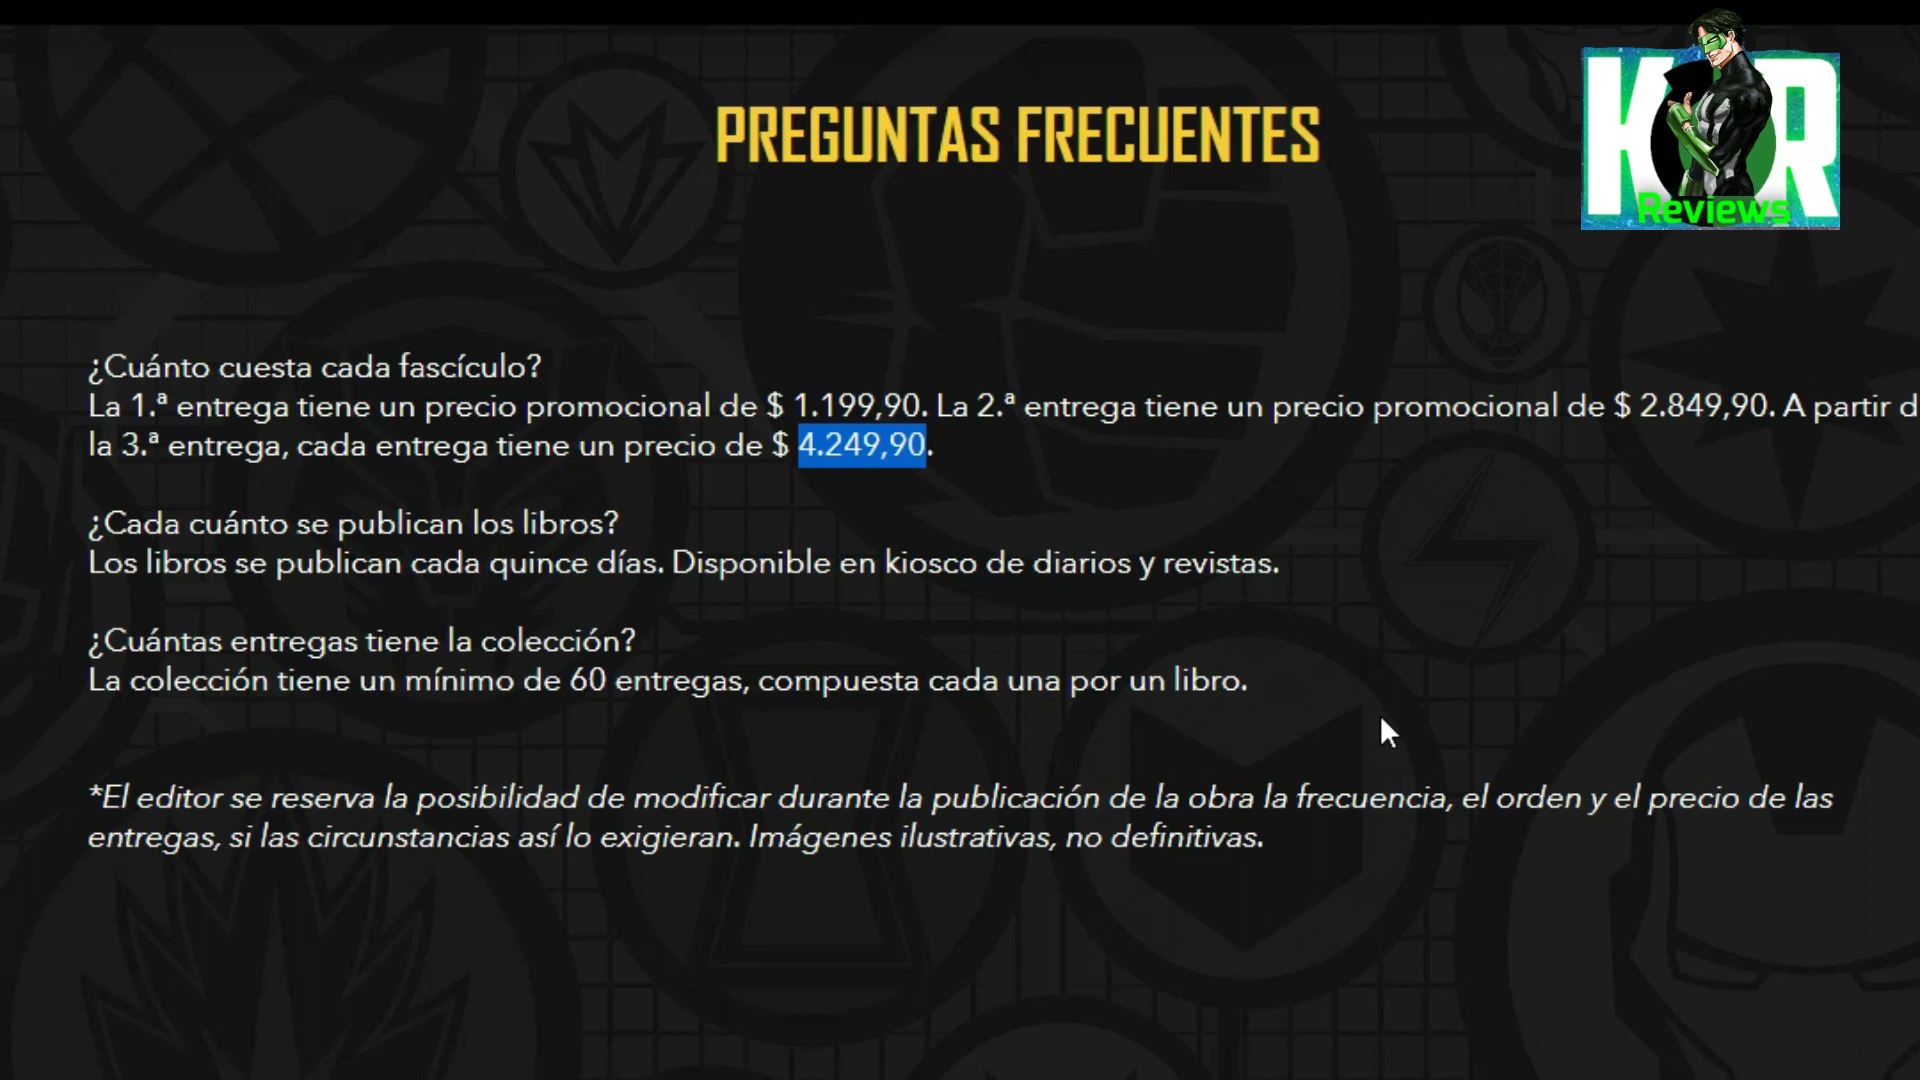 PREGUNTAS FRECUENTES
KR
Reviews
¿Cuánto cuesta cada fascículo?
La 1.ª entrega tiene un precio promocional de $ 1.199,90. La 2.ª entrega tiene un precio promocional de $ 2.849,90. A partir d
la 3.ª entrega, cada entrega tiene un precio de $ 4.249,90.
¿Cada cuánto se publican los libros?
Los libros se publican cada quince días. Disponible en kiosco de diarios y revistas.
¿Cuántas entregas tiene la colección?
La colección tiene un mínimo de 60 entregas, compuesta cada una por un libro.
*El editor se reserva la posibilidad de modificar durante la publicación de la obra la frecuencia, el orden y el precio de las
entregas, si las circunstancias así lo exigieran. Imágenes ilustrativas, no definitivas.